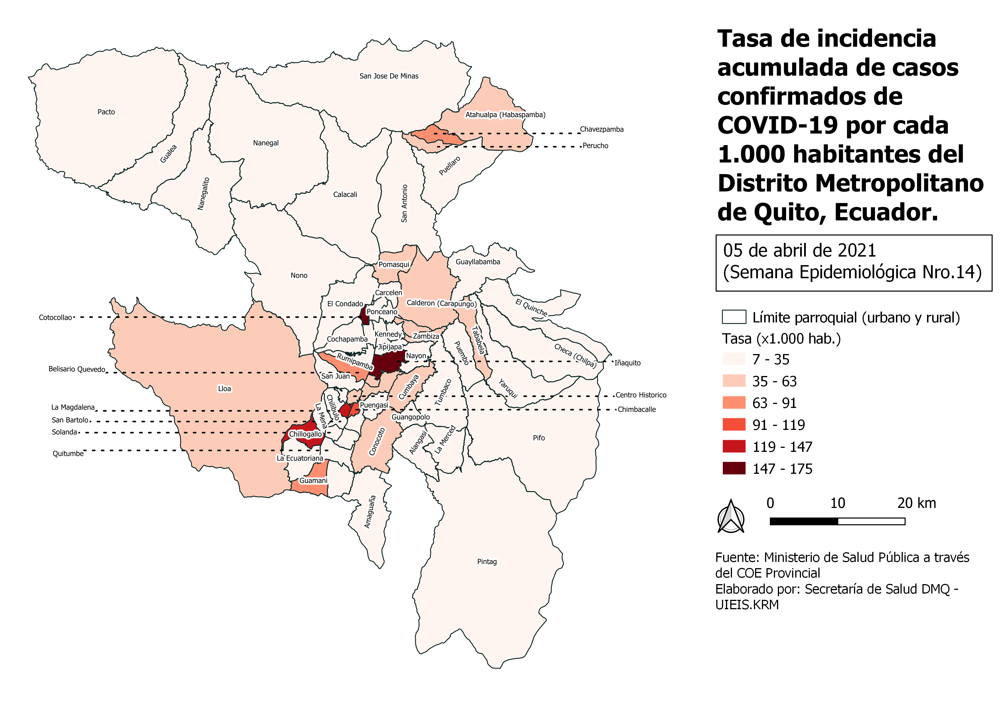 Tasa de incidencia
acumulada de casos
confirmados de
COVID-19 por cada
1.000 habitantes del
Distrito Metropolitano
de Quito, Ecuador.
05 de abril de 2021
(Semana Epidemiológica Nro.14)
Límite parroquial (urbano y rural)
Tasa (x1.000 hab.)
7 - 35
35 - 63
63 - 91
91 - 119
119 - 147
147 - 175
0 10 20 km
Fuente: Ministerio de Salud Pública a través
del COE Provincial
Elaborado por: Secretaría de Salud DMQ -
UIEIS.KRM
San Jose De Minas
Pacto
Atahualpa (Habaspamba)
Chavezpamba
Nanegal
Perucho
Gualea
Puellaro
Nanegalito
Calacali
San Antonio
Guayllabamba
Pomasqui
Nono
Carcelen
El Condado
Calderon (Carapungo)
El Quinche
Ponceano
Cotocollao
Kennedy
Zambiza
Cochapamba
Tababela
Jipijapa
Puembo
Nayon
Checa (Chilpa)
Rumipamba
Iñaquito
Belisario Quevedo
San Juan
Lloa
Cumbaya
Tumbaco
Yaruqui
Centro Historico
Chilibulo
Puengasi
La Magdalena
Chimbacalle
La Mena
Guangopolo
San Bartolo
Solanda
Chillogallo
Pifo
Conocoto
Alangasi
La Merced
Quitumbe
La Ecuatoriana
Guamani
Amaguaña
Pintag